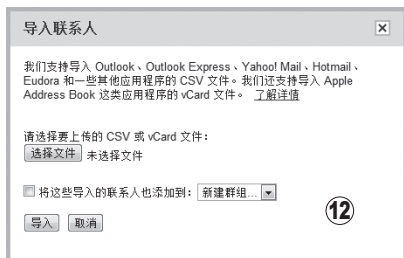 导入联系人
我们支持导入 Outlook、Outlook Express、Yahoo! Mail、Hotmail、
Eudora 和一些其他应用程序的 CSV 文件。我们还支持导入 Apple
Address Book 这类应用程序的 vCard 文件。 了解详情
请选择要上传的 CSV 或 vCard 文件：
选择文件 未选择文件
将这些导入的联系人也添加到： 新建群组...
12
导入 取消